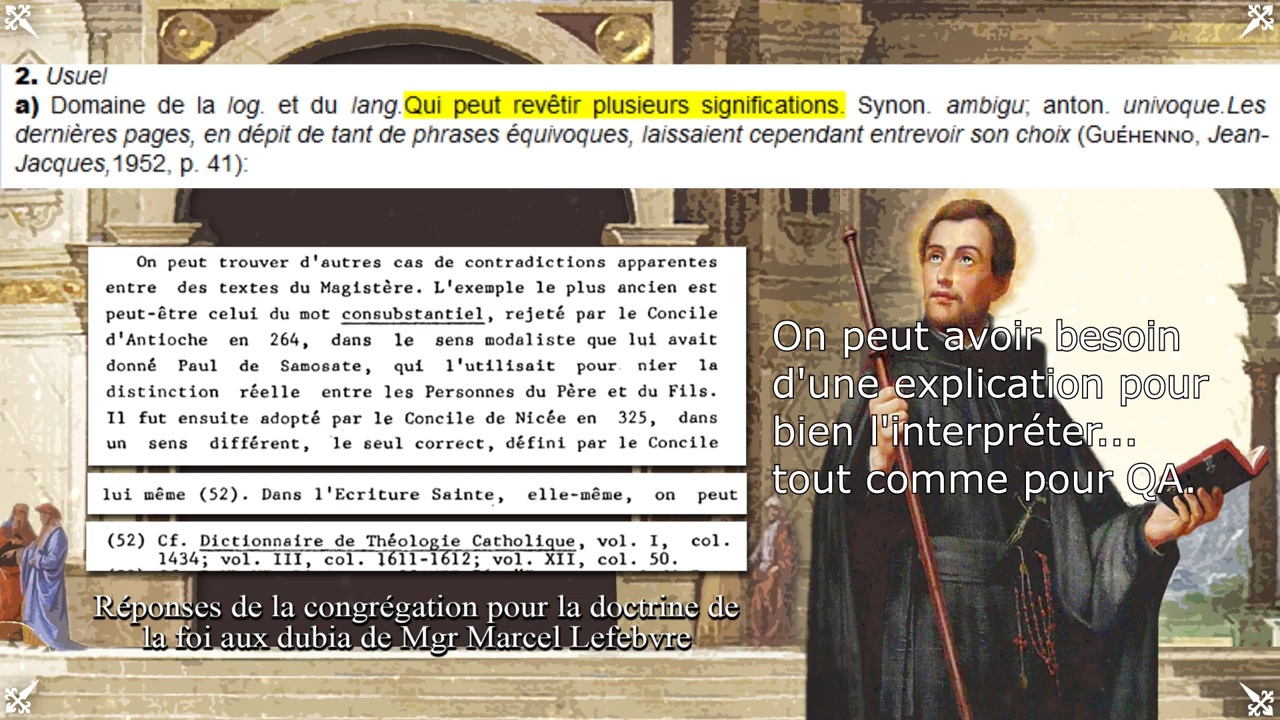 2. Usuel
a) Domaine de la log. et du lang.Qui peut revêtir plusieurs significations. Synon. ambigu; anton. univoque.Les
dernières pages, en dépit de tant de phrases équivoques, laissaient cependant entrevoir son choix (GUÉHENNO, Jean-
Jacques,1952, p. 41):
On peut trouver d'autres cas de contradictions apparentes
entre des textes du Magistère. L'exemple le plus ancien est
peut-être celui du mot consubstantiel, rejeté par le Concile
d'Antioche en 264, dans le sens modaliste que lui avait
donné Paul de Samosate, qui l'utilisait pour nier la
distinction réelle entre les Personnes du Père et du Fils.
Il fut ensuite adopté par le Concile de Nicée en 325, dans
un sens différent, le seul correct, défini par le Concile
lui même (52). Dans l'Ecriture Sainte, elle-même, on peut
(52) Cf. Dictionnaire de Théologie Catholique, vol. I, col.
1434; vol. III, col. 1611-1612; vol. XII, col. 50.
Réponses de la congrégation pour la doctrine de
la foi aux dubia de Mgr Marcel Lefebvre
On peut avoir besoin
d'une explication pour
bien l'interpréter...
tout comme pour QA.